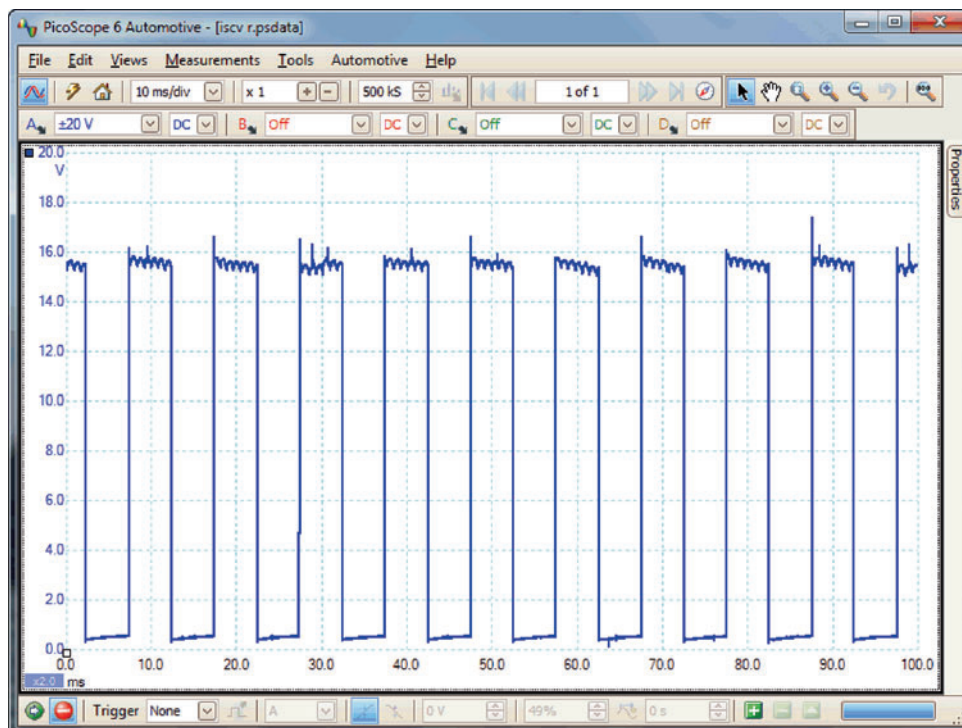 PicoScope 6 Automotive - [iscv r.psdata]
File Edit Views Measurements Tools Automotive Help
10 ms/div x 1 500 kS 1 of 1
A ±20 V DC B Off DC C Off DC D Off DC
20.0
V
18.0
16.0
14.0
12.0
10.0
8.0
6.0
4.0
2.0
0.0
0.0 10.0 20.0 30.0 40.0 50.0 60.0 70.0 80.0 90.0 100.0
x2.0 ms
Properties
Trigger None A 0 V 49% 0 s